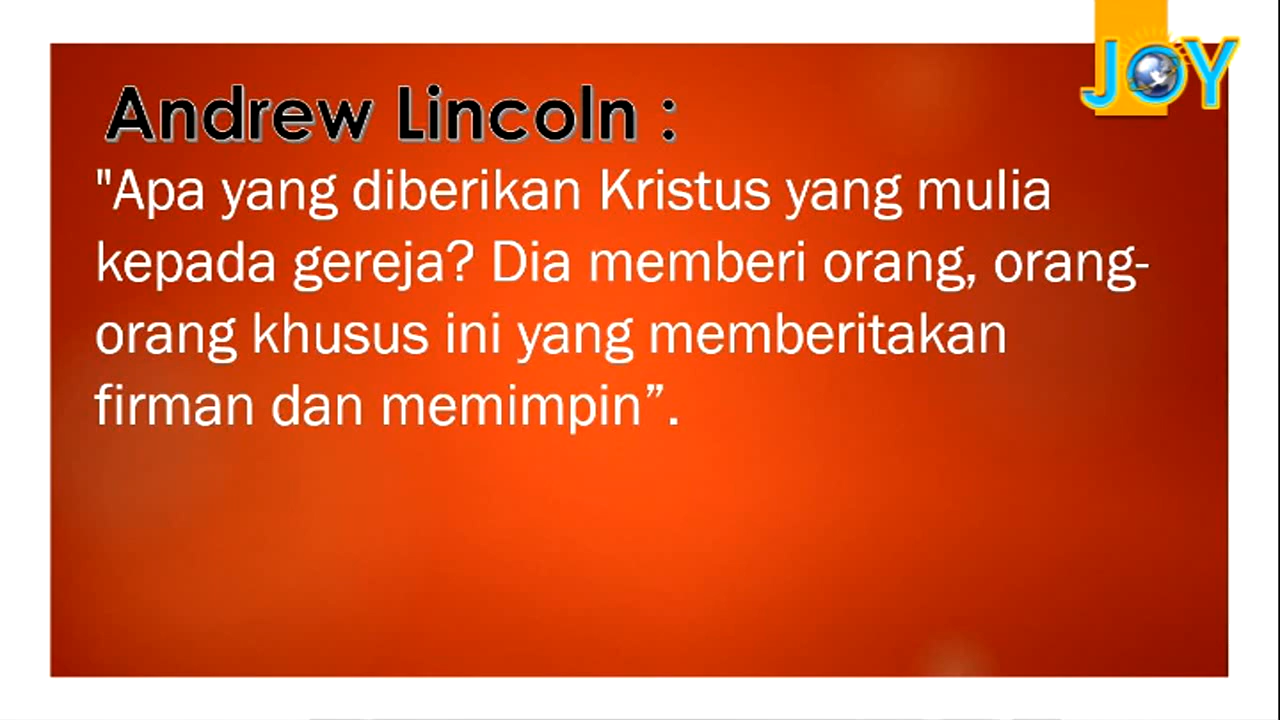 JOY
Andrew Lincoln :
"Apa yang diberikan Kristus yang mulia
kepada gereja? Dia memberi orang, orang-
orang khusus ini yang memberitakan
firman dan memimpin”.